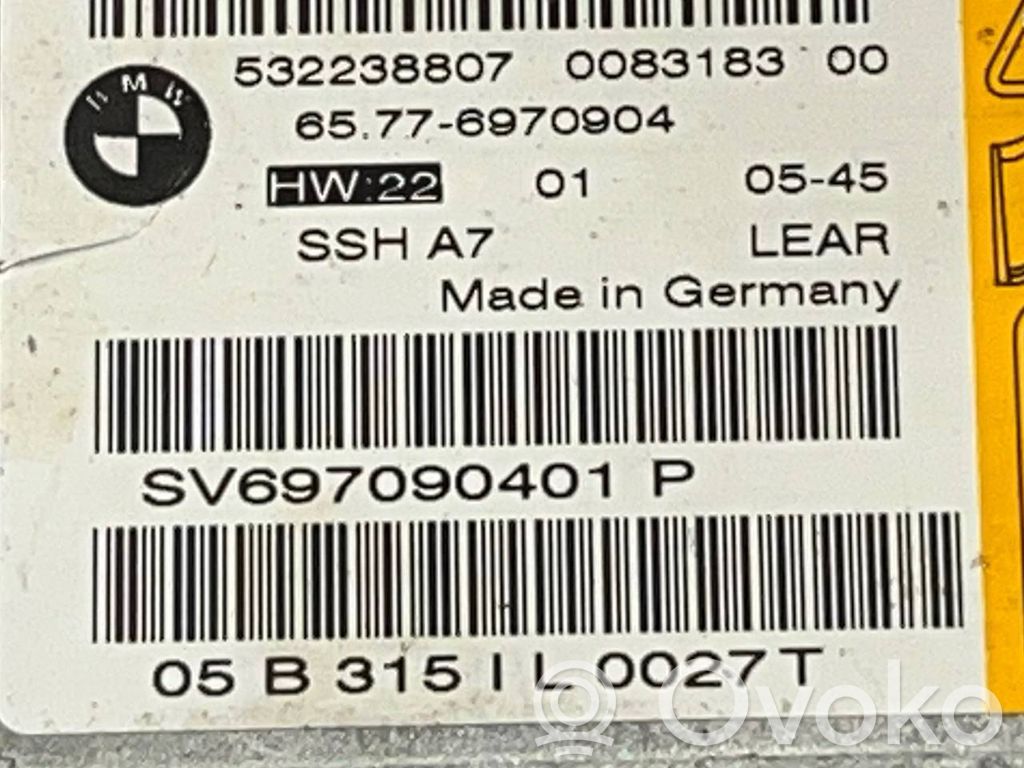 532238807 0083183 00
BMW
65.77-6970904
HW:22 01 05-45
SSH A7 LEAR
Made in Germany
SV697090401 P
05 B 315 I L 0027 T
Ovoko